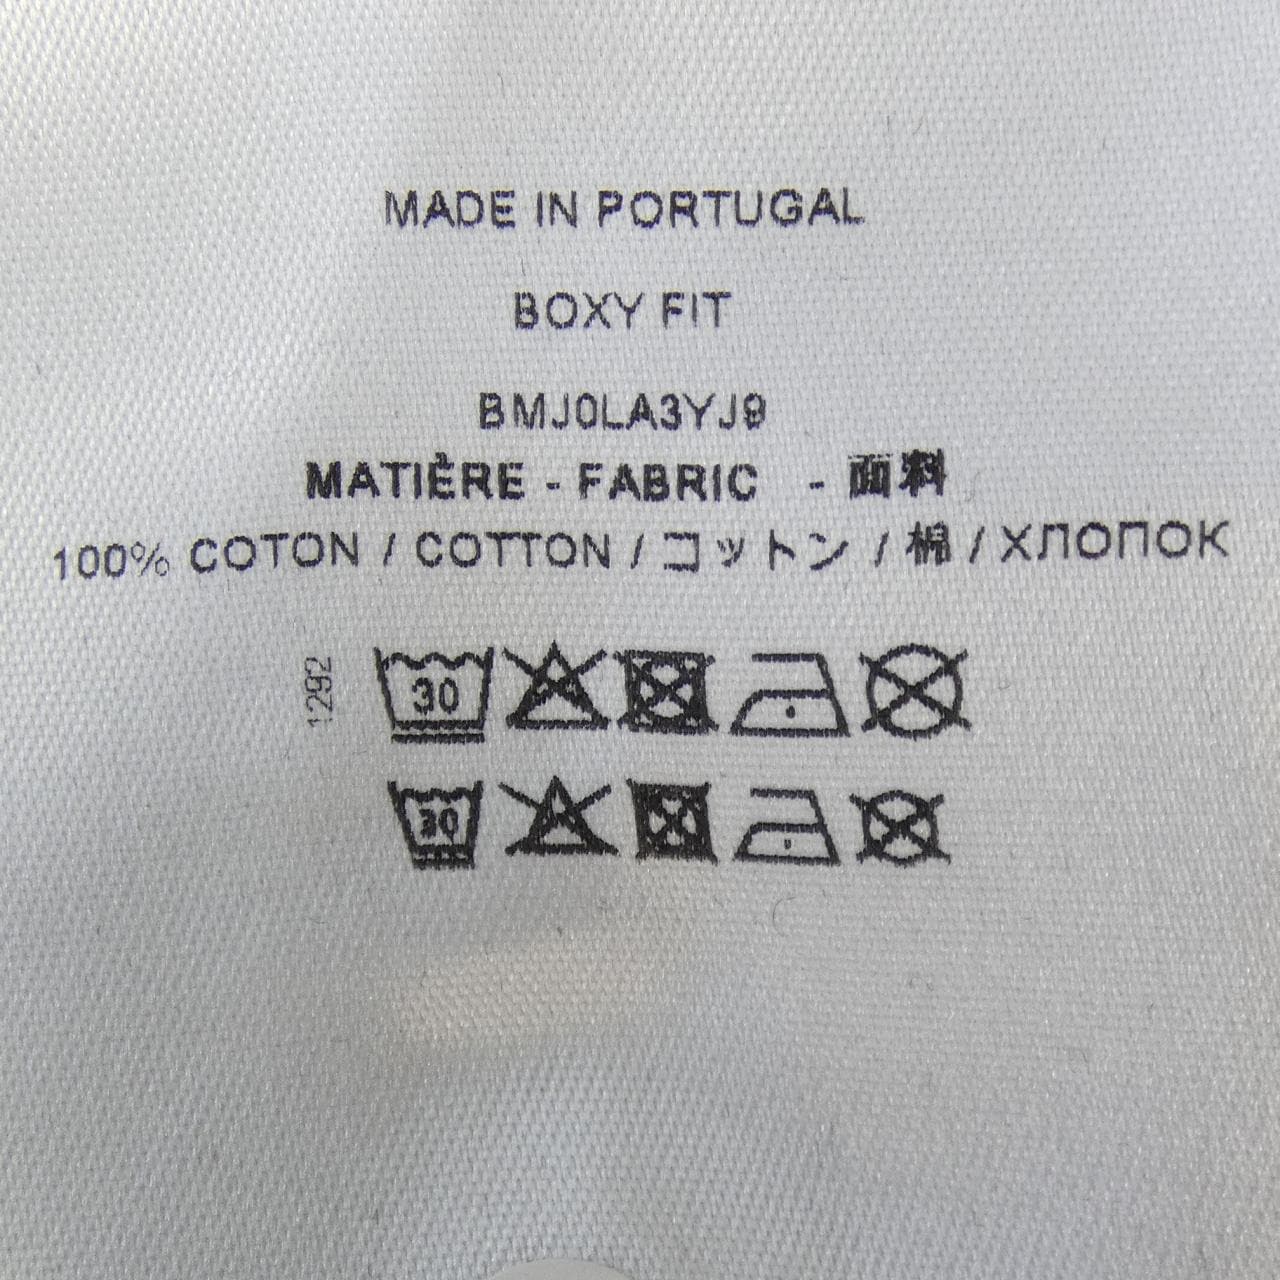 MADE IN PORTUGAL
BOXY FIT
BMJ0LA3YJ9
MATIÈRE - FABRIC - 面料
100% COTON / COTTON / コットン / 棉 / ХЛОПОК
1292
30
30